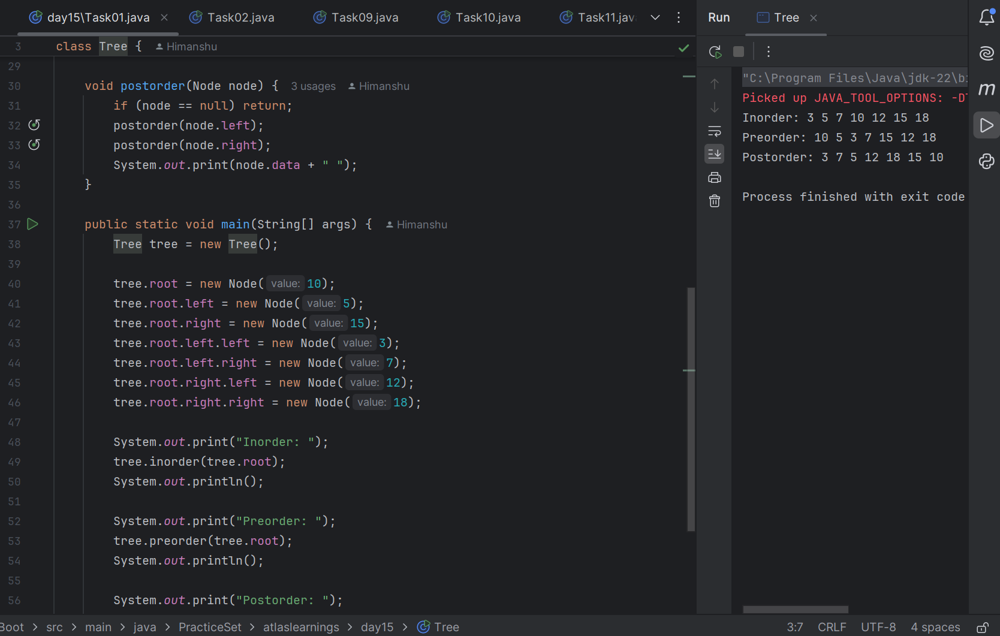 day15\Task01.java Task02.java Task09.java Task10.java Task11.jav
3 class Tree { Himanshu
29
30 void postorder(Node node) { 3 usages Himanshu
31 if (node == null) return;
32 postorder(node.left);
33 postorder(node.right);
34 System.out.print(node.data + " ");
35 }
36
37 public static void main(String[] args) { Himanshu
38 Tree tree = new Tree();
39
40 tree.root = new Node( value: 10);
41 tree.root.left = new Node( value: 5);
42 tree.root.right = new Node( value: 15);
43 tree.root.left.left = new Node( value: 3);
44 tree.root.left.right = new Node( value: 7);
45 tree.root.right.left = new Node( value: 12);
46 tree.root.right.right = new Node( value: 18);
47
48 System.out.print("Inorder: ");
49 tree.inorder(tree.root);
50 System.out.println();
51
52 System.out.print("Preorder: ");
53 tree.preorder(tree.root);
54 System.out.println();
55
56 System.out.print("Postorder: ");
Run Tree
"C:\Program Files\Java\jdk-22\bi
Picked up JAVA_TOOL_OPTIONS: -D
Inorder: 3 5 7 10 12 15 18
Preorder: 10 5 3 7 15 12 18
Postorder: 3 7 5 12 18 15 10
Process finished with exit code
m
Boot > src > main > java > PracticeSet > atlaslearnings > day15 > Tree
3:7 CRLF UTF-8 4 spaces